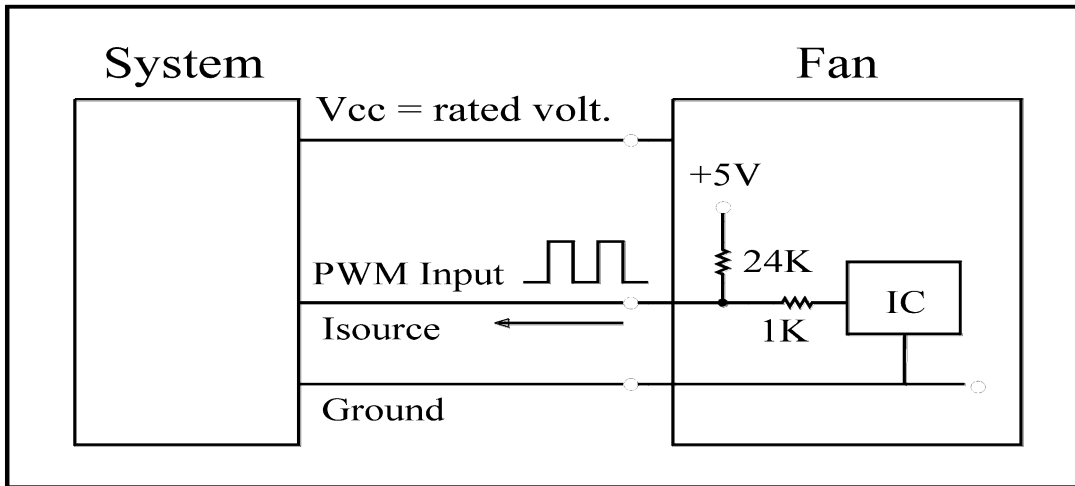 System
Fan
Vcc = rated volt.
+5V
24K
PWM Input
IC
1K
Isource
Ground